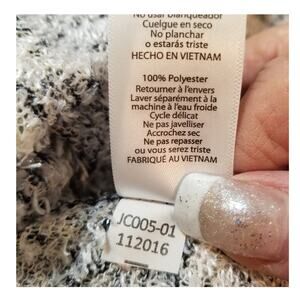 No usar blanqueador
Cuelgue en seco
No planchar
o estarás triste
HECHO EN VIETNAM
100% Polyester
Retourner à l'envers
Laver séparément à la
machine à l'eau froide
Cycle délicat
Ne pas javelliser
Accrochez sec
Ne pas repasser
ou vous serez triste
FABRIQUÉ AU VIETNAM
JC005-01
112016